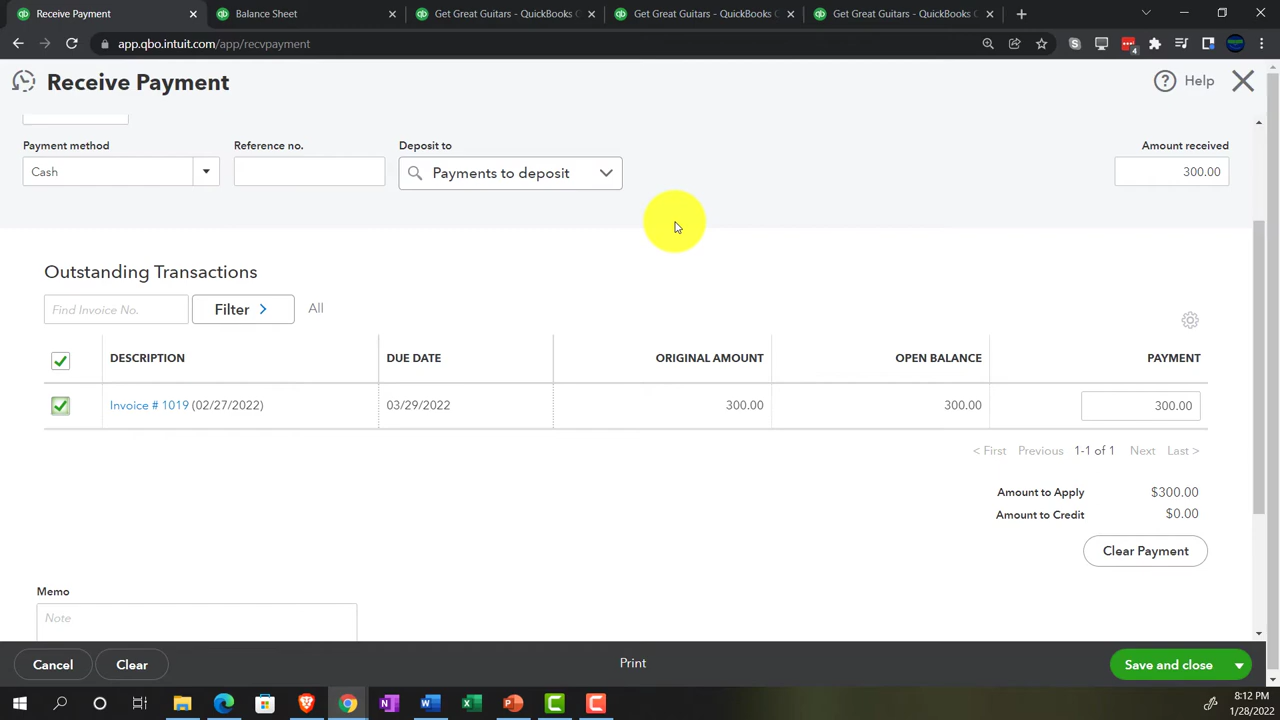 Receive Payment
Balance Sheet
Get Great Guitars - QuickBooks O
Get Great Guitars - QuickBooks O
Get Great Guitars - QuickBooks O
app.qbo.intuit.com/app/recvpayment
4
Receive Payment
Help
Payment method
Reference no.
Deposit to
Amount received
Cash
Payments to deposit
300.00
Outstanding Transactions
Find Invoice No.
Filter >
All
DESCRIPTION
DUE DATE
ORIGINAL AMOUNT
OPEN BALANCE
PAYMENT
Invoice # 1019 (02/27/2022)
03/29/2022
300.00
300.00
300.00
< First
Previous
1-1 of 1
Next
Last >
Amount to Apply
$300.00
Amount to Credit
$0.00
Clear Payment
Memo
Note
Cancel
Clear
Print
Save and close
8:12 PM
1/28/2022